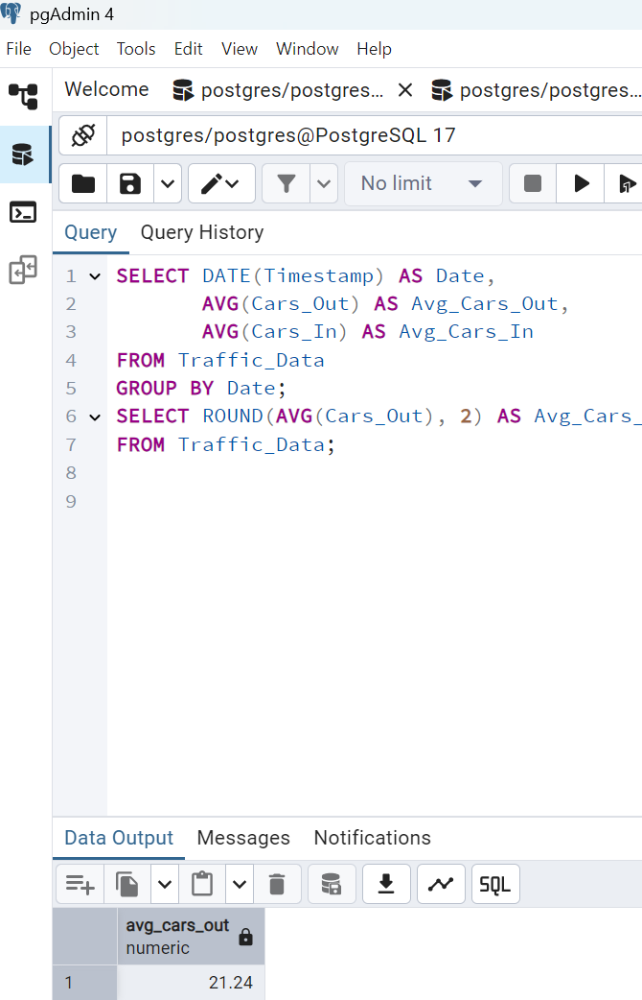 pgAdmin 4
File Object Tools Edit View Window Help
Welcome postgres/postgres... postgres/postgres...
postgres/postgres@PostgreSQL 17
No limit
Query Query History
1 SELECT DATE(Timestamp) AS Date,
2 AVG(Cars_Out) AS Avg_Cars_Out,
3 AVG(Cars_In) AS Avg_Cars_In
4 FROM Traffic_Data
5 GROUP BY Date;
6 SELECT ROUND(AVG(Cars_Out), 2) AS Avg_Cars_
7 FROM Traffic_Data;
8
9
Data Output Messages Notifications
SQL
avg_cars_out
numeric
1 21.24